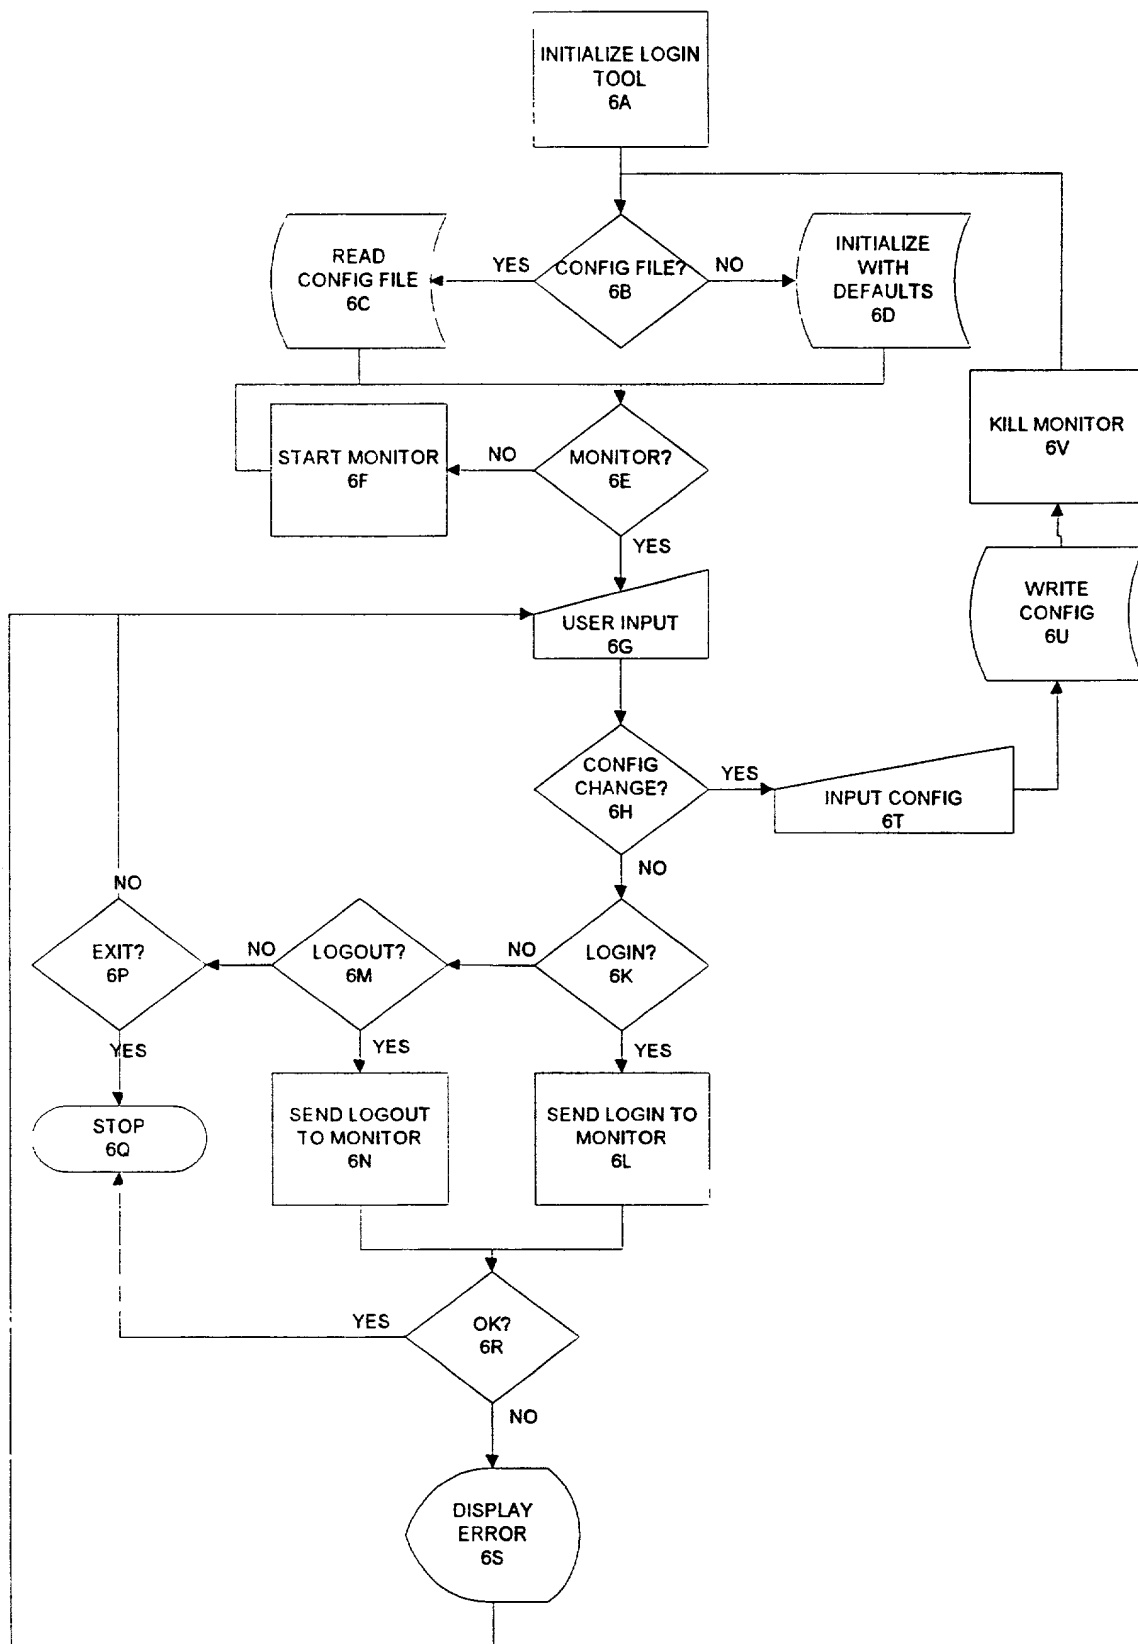 INITIALIZE LOGIN
TOOL
6A
READ
CONFIG FILE
6C
YES
CONFIG FILE?
6B
NO
INITIALIZE
WITH
DEFAULTS
6D
START MONITOR
6F
NO
MONITOR?
6E
YES
KILL MONITOR
6V
USER INPUT
6G
WRITE
CONFIG
6U
CONFIG
CHANGE?
6H
YES
INPUT CONFIG
6T
NO
NO
EXIT?
6P
NO
LOGOUT?
6M
NO
LOGIN?
6K
YES
YES
YES
STOP
6Q
SEND LOGOUT
TO MONITOR
6N
SEND LOGIN TO
MONITOR
6L
YES
OK?
6R
NO
DISPLAY
ERROR
6S